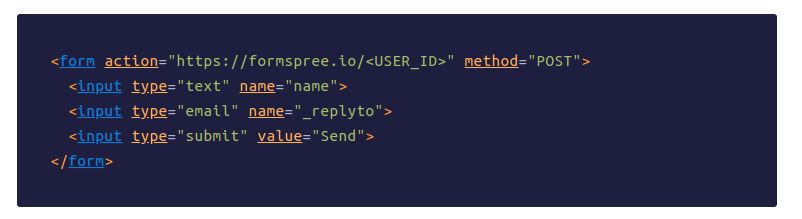 <form action="https://formspree.io/<USER_ID>" method="POST">
  <input type="text" name="name">
  <input type="email" name="_replyto">
  <input type="submit" value="Send">
</form>